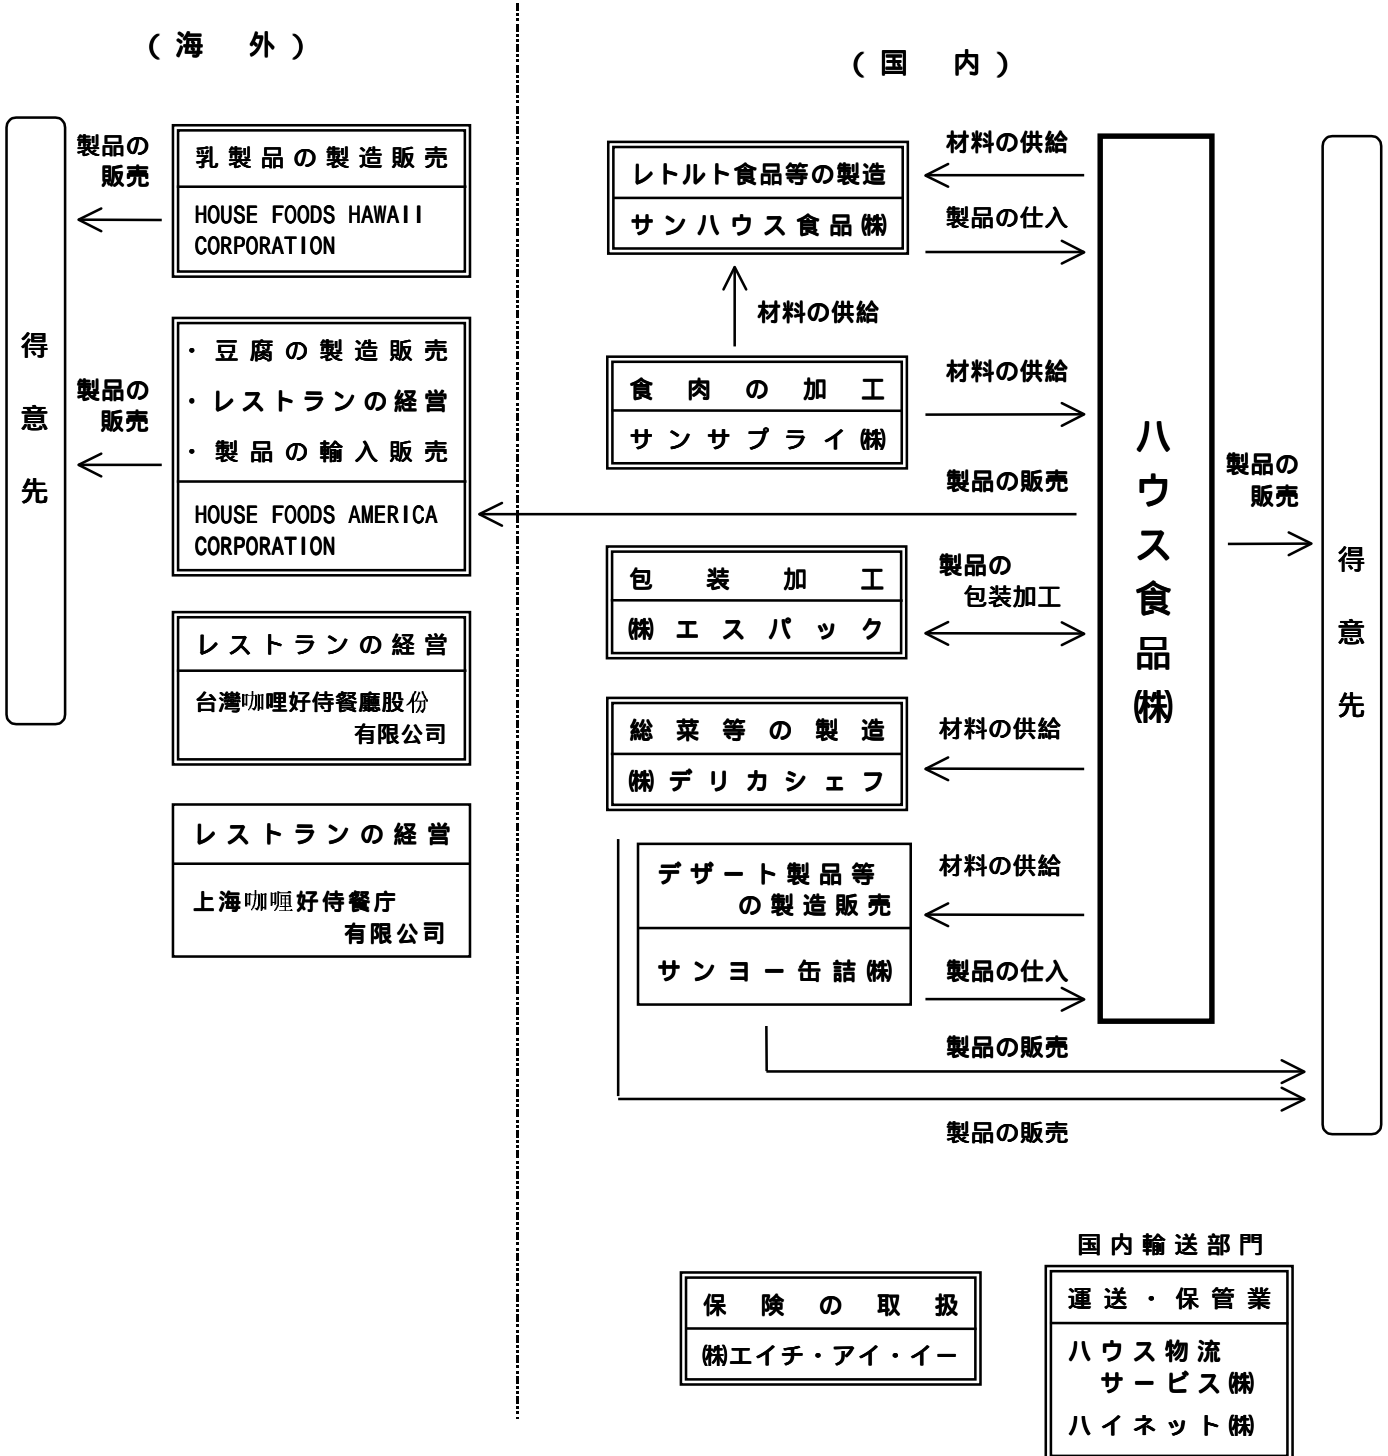 （海　外）
得意先
製品の
販売
乳製品の製造販売
HOUSE FOODS HAWAII
CORPORATION
製品の
販売
・豆腐の製造販売
・レストランの経営
・製品の輸入販売
HOUSE FOODS AMERICA
CORPORATION
レストランの経営
台灣咖哩好侍餐廳股份
有限公司
レストランの経営
上海咖喱好侍餐庁
有限公司
（国　内）
レトルト食品等の製造
サンハウス食品㈱
材料の供給
製品の仕入
材料の供給
食肉の加工
サンサプライ㈱
材料の供給
製品の販売
包装加工
㈱エスパック
製品の
包装加工
総菜等の製造
㈱デリカシェフ
材料の供給
デザート製品等
の製造販売
サンヨー缶詰㈱
材料の供給
製品の仕入
製品の販売
製品の販売
ハウス食品㈱
製品の
販売
得意先
保険の取扱
㈱エイチ・アイ・イー
国内輸送部門
運送・保管業
ハウス物流
サービス㈱
ハイネット㈱